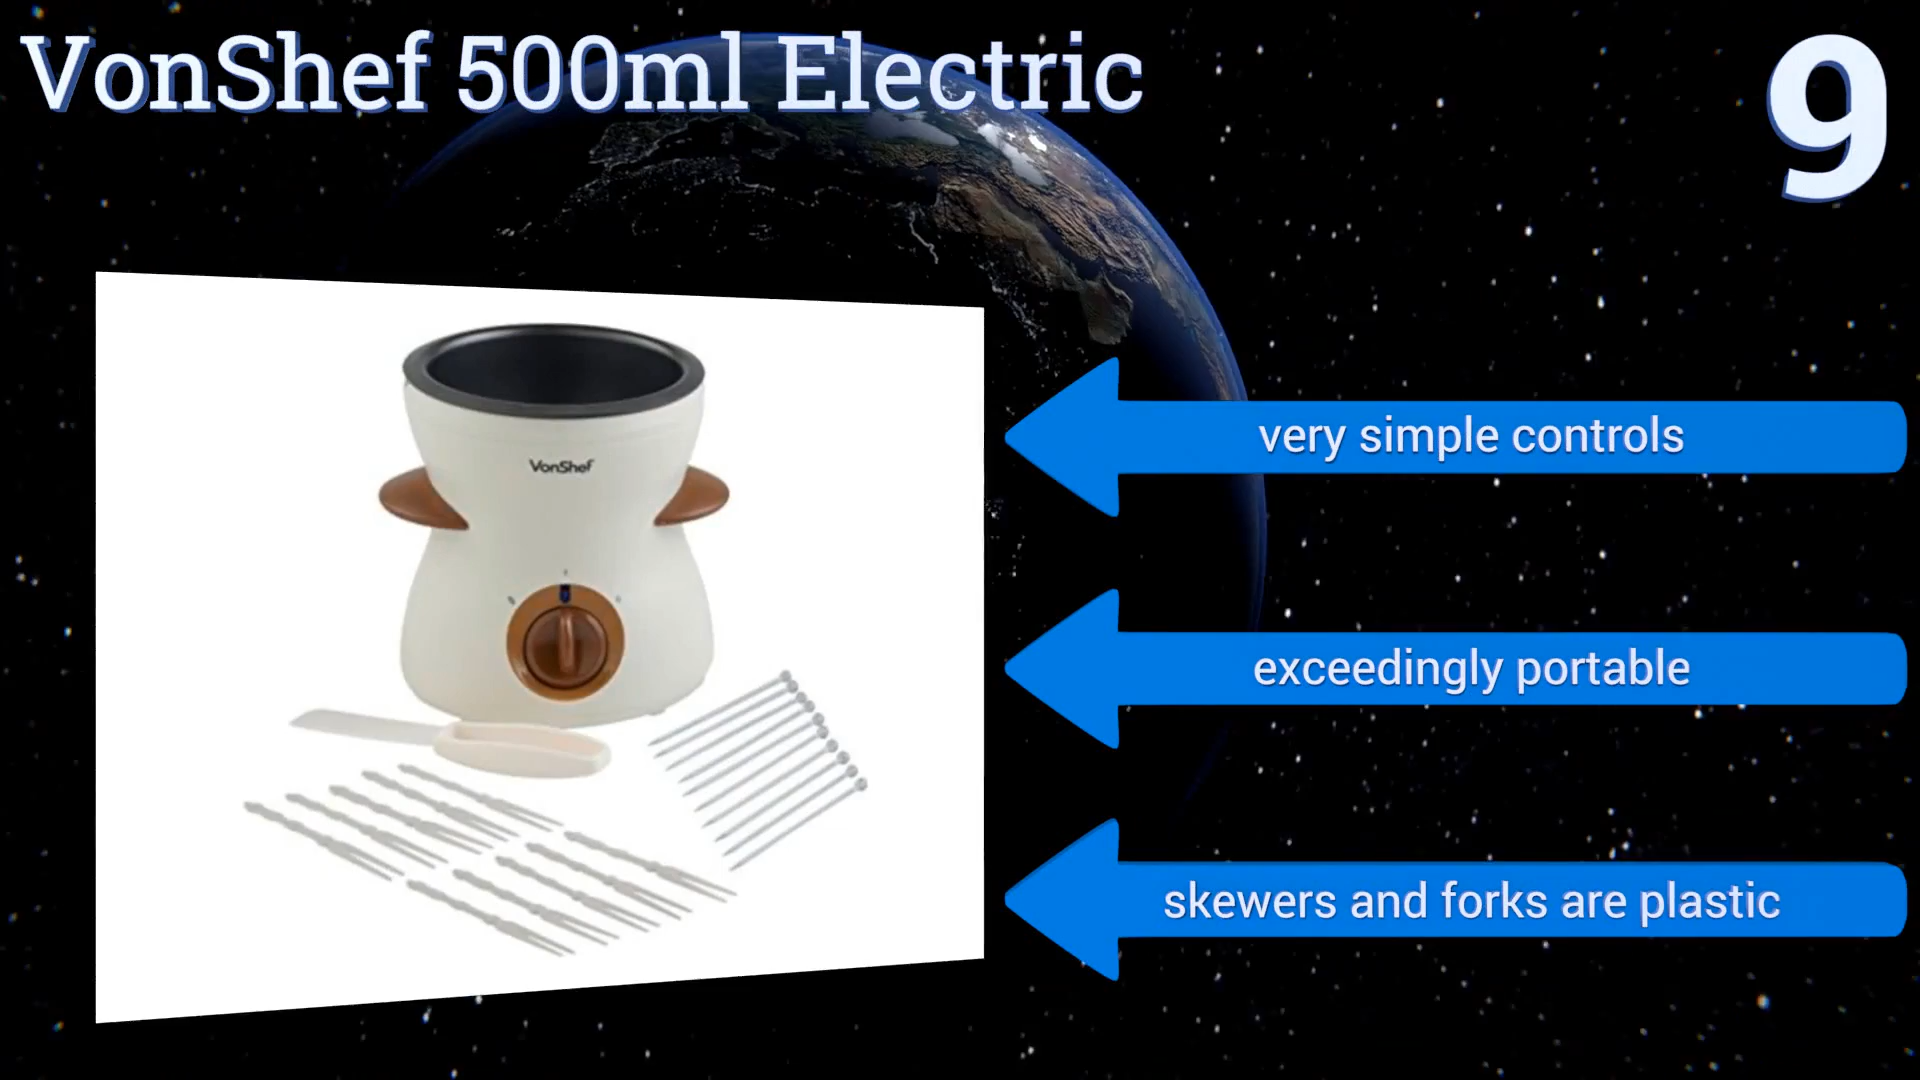 VonShef 500ml Electric
9
VonShef
very simple controls
exceedingly portable
skewers and forks are plastic